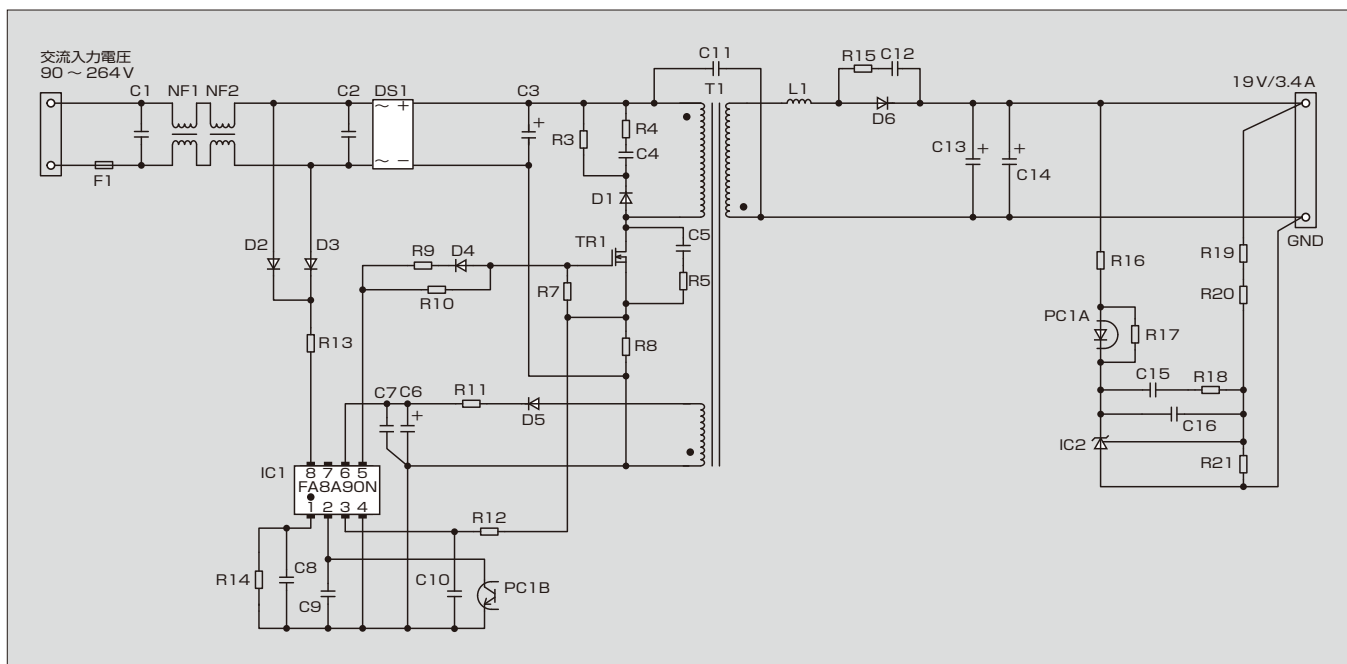 交流入力電圧
90～264V
C1
NF1
NF2
F1
C2
DS1
C3
C11
T1
R3
R4
C4
D1
L1
R15
C12
D6
C13
C14
19V/3.4A
GND
D2
D3
R9
D4
R10
TR1
C5
R5
R7
R8
R13
R16
R19
R20
PC1A
R17
C15
R18
C16
IC2
R21
C7
C6
R11
D5
IC1
8 7 6 5
FA8A90N
1 2 3 4
R12
R14
C8
C9
C10
PC1B
+
+
+
+
~ +
~ −